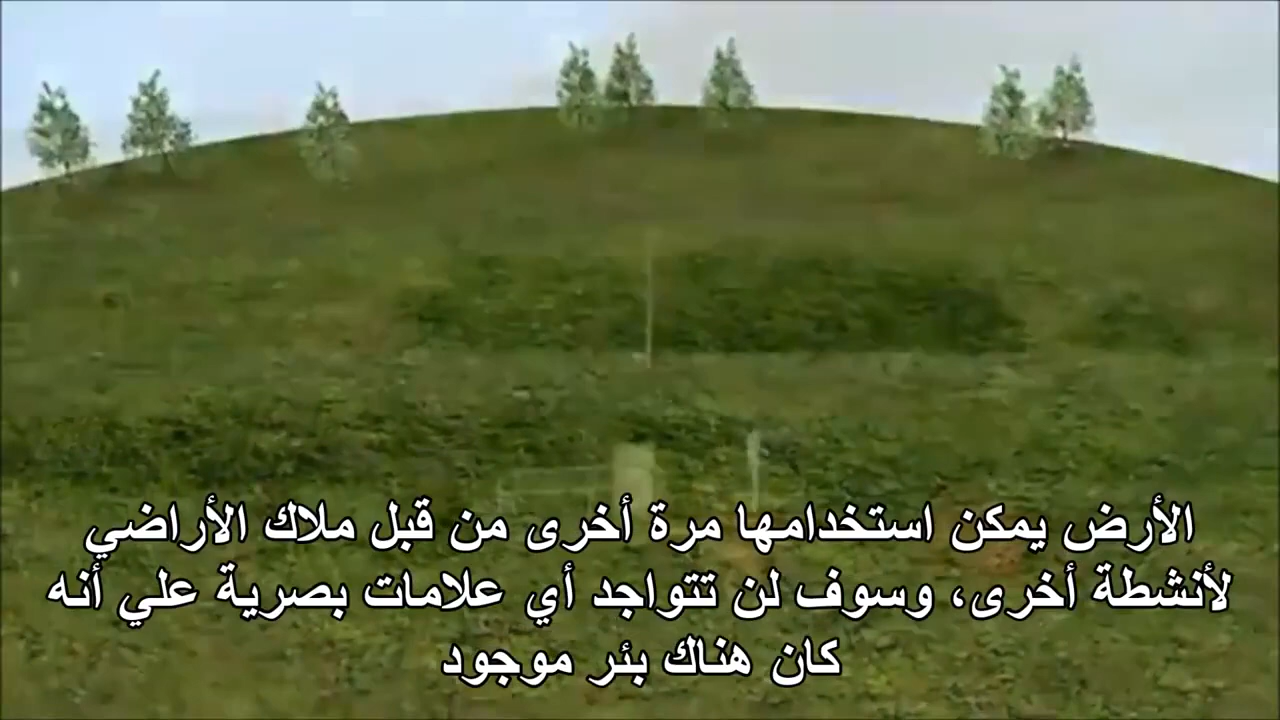 الأرض يمكن استخدامها مرة أخرى من قبل ملاك الأراضي
لأنشطة أخرى، وسوف لن تتواجد أي علامات بصرية علي أنه
كان هناك بئر موجود